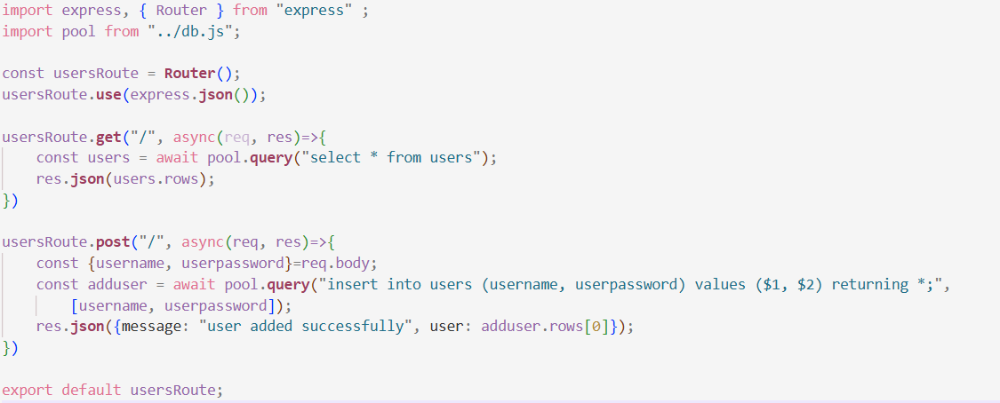 import express, { Router } from "express" ;
import pool from "../db.js";

const usersRoute = Router();
usersRoute.use(express.json());

usersRoute.get("/", async(req, res)=>{
    const users = await pool.query("select * from users");
    res.json(users.rows);
})

usersRoute.post("/", async(req, res)=>{
    const {username, userpassword}=req.body;
    const adduser = await pool.query("insert into users (username, userpassword) values ($1, $2) returning *;",
        [username, userpassword]);
    res.json({message: "user added successfully", user: adduser.rows[0]});
})

export default usersRoute;